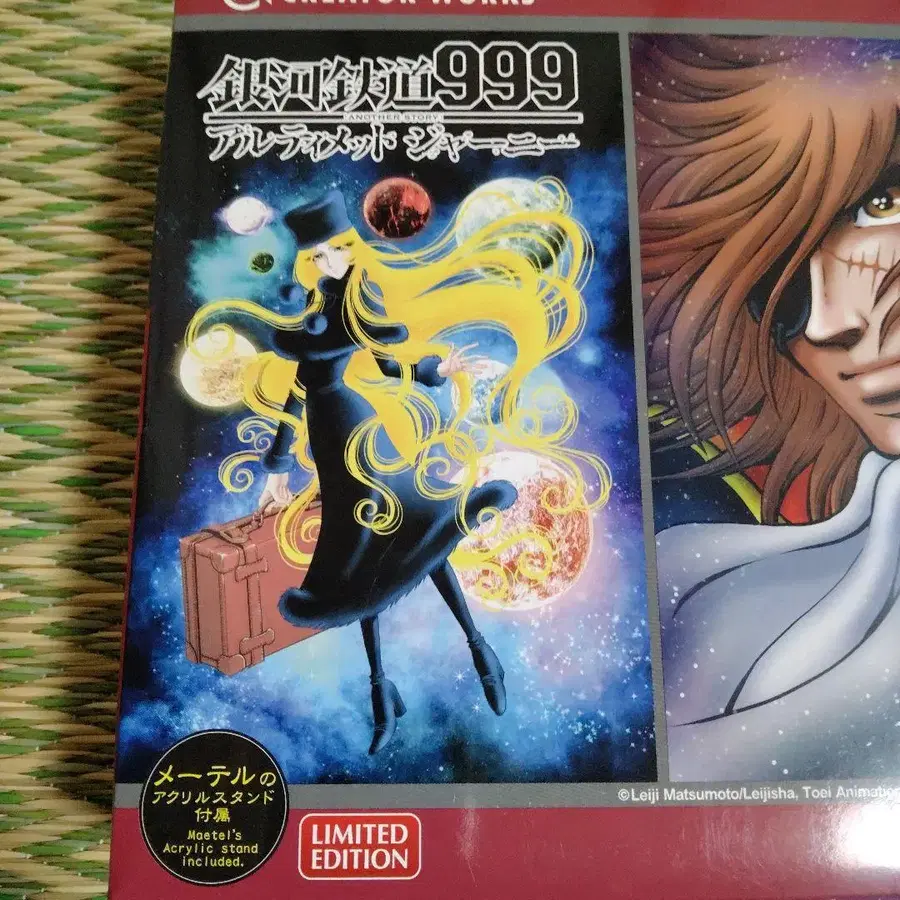 CREATOR WORKS
銀河鉄道999
ANOTHER STORY
アルティメット ジャーニー
メーテルの
アクリルスタンド
付属
Maetel's
Acrylic stand
included.
LIMITED
EDITION
©Leiji Matsumoto/Leijisha, Toei Animation